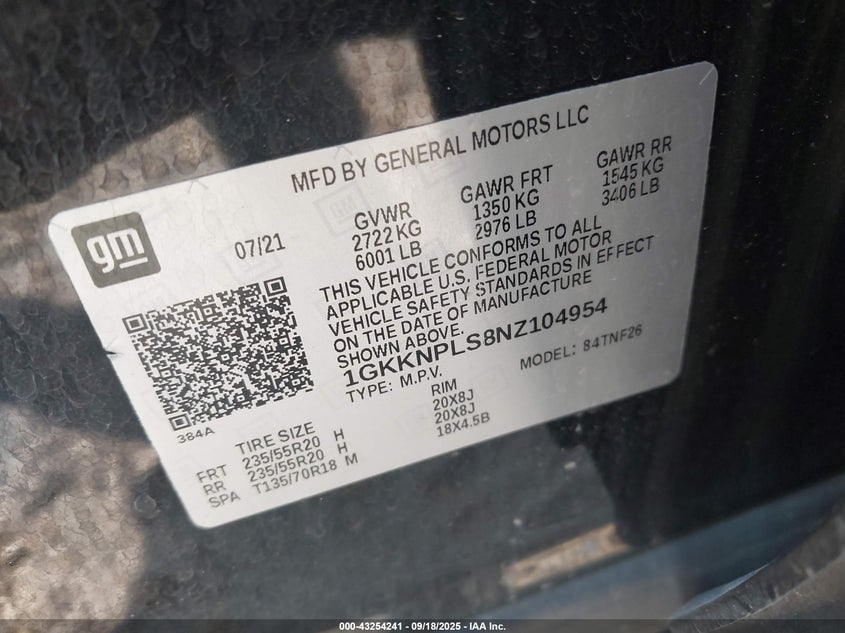 MFD BY GENERAL MOTORS LLC
gm
07/21
GVWR
2722 KG
6001 LB
GAWR FRT
1350 KG
2976 LB
GAWR RR
1545 KG
3406 LB
THIS VEHICLE CONFORMS TO ALL
APPLICABLE U.S. FEDERAL MOTOR
VEHICLE SAFETY STANDARDS IN EFFECT
ON THE DATE OF MANUFACTURE
SHOWN ABOVE.
1GKKNPLS8NZ104954
TYPE: M.P.V.
MODEL: 84TNF26
384A
TIRE SIZE
RIM
FRT 235/55R20 H 20X8J
RR 235/55R20 H 20X8J
SPA T135/70R18 M 18X4.5B
000-43254241 - 09/18/2025 - IAA Inc.